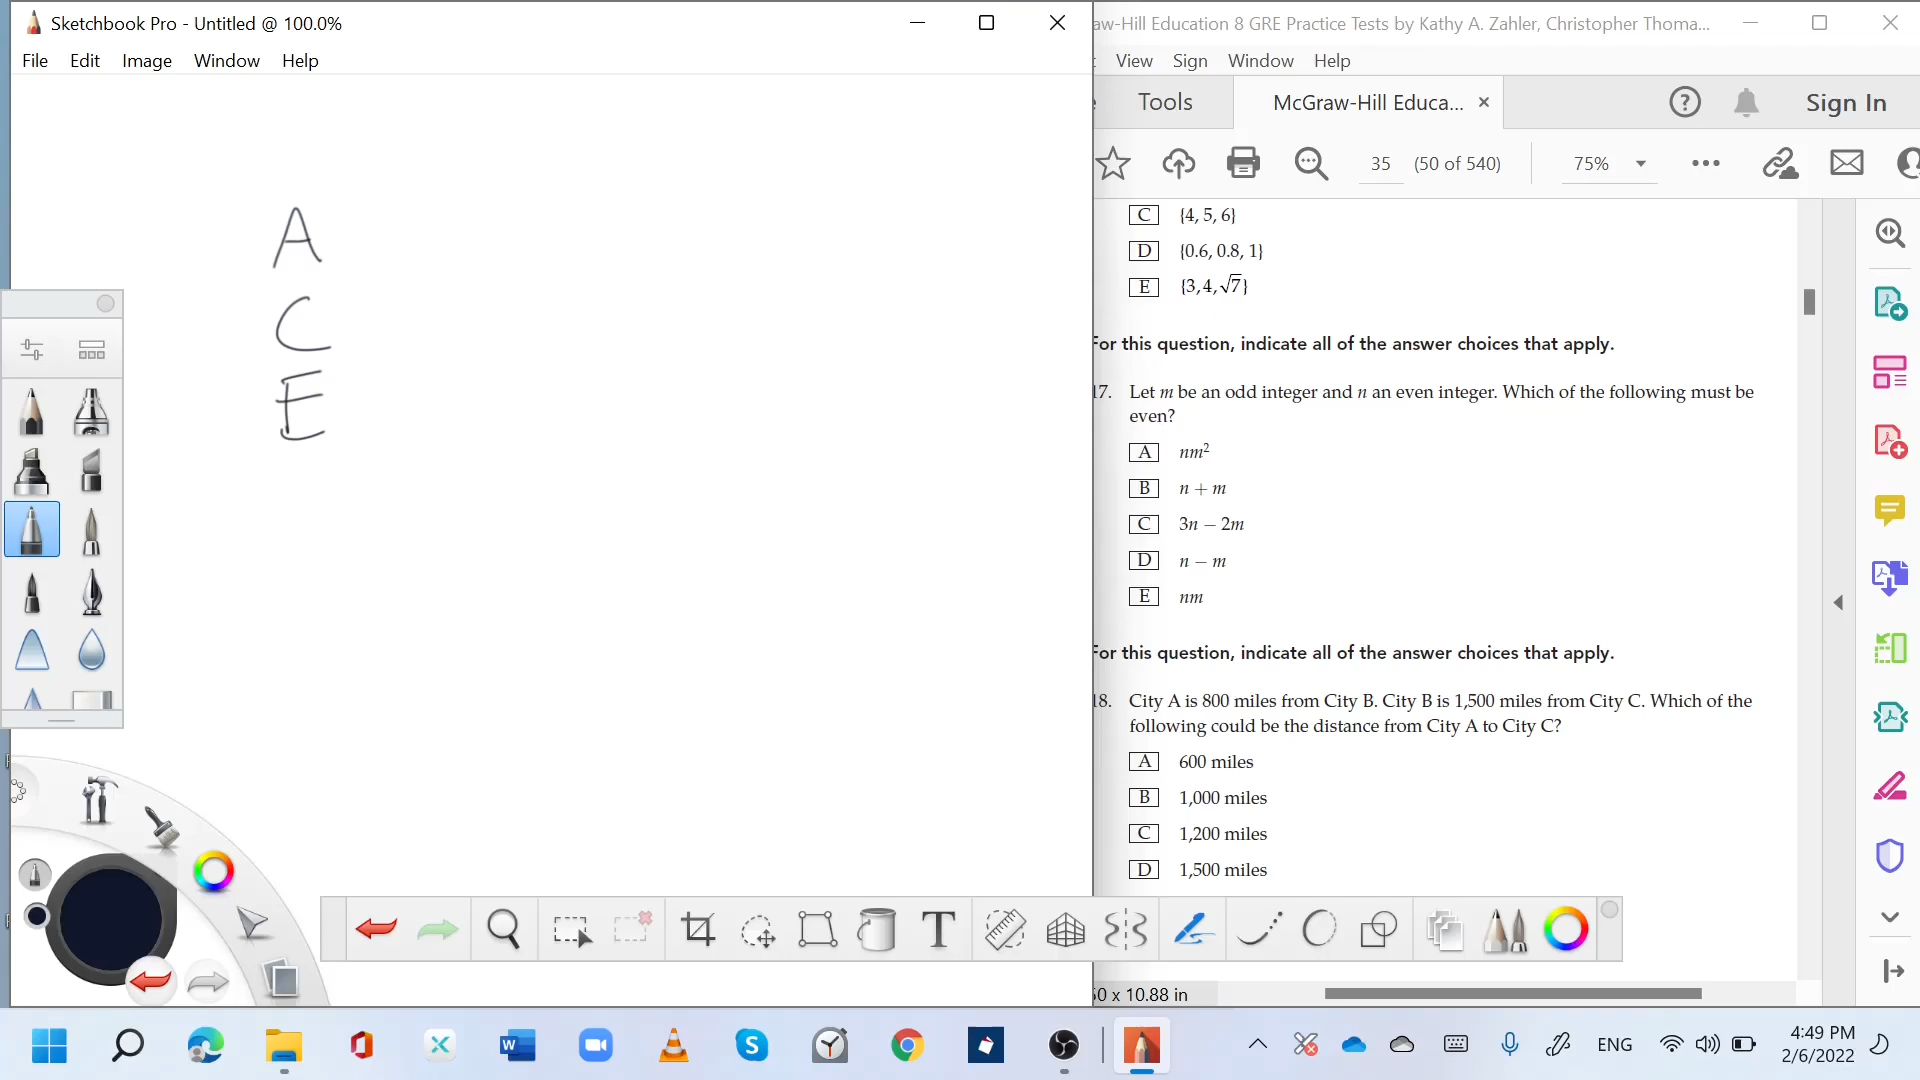 Sketchbook Pro - Untitled @ 100.0%
File Edit Image Window Help
A
C
E
aw-Hill Education 8 GRE Practice Tests by Kathy A. Zahler, Christopher Thoma...
View Sign Window Help
Tools
McGraw-Hill Educa... ×
Sign In
35 (50 of 540)
75%
C {4, 5, 6}
D {0.6, 0.8, 1}
E {3, 4, √7}
For this question, indicate all of the answer choices that apply.
17. Let m be an odd integer and n an even integer. Which of the following must be
even?
A nm²
B n + m
C 3n − 2m
D n − m
E nm
For this question, indicate all of the answer choices that apply.
18. City A is 800 miles from City B. City B is 1,500 miles from City C. Which of the
following could be the distance from City A to City C?
A 600 miles
B 1,000 miles
C 1,200 miles
D 1,500 miles
50 x 10.88 in
ENG
4:49 PM
2/6/2022